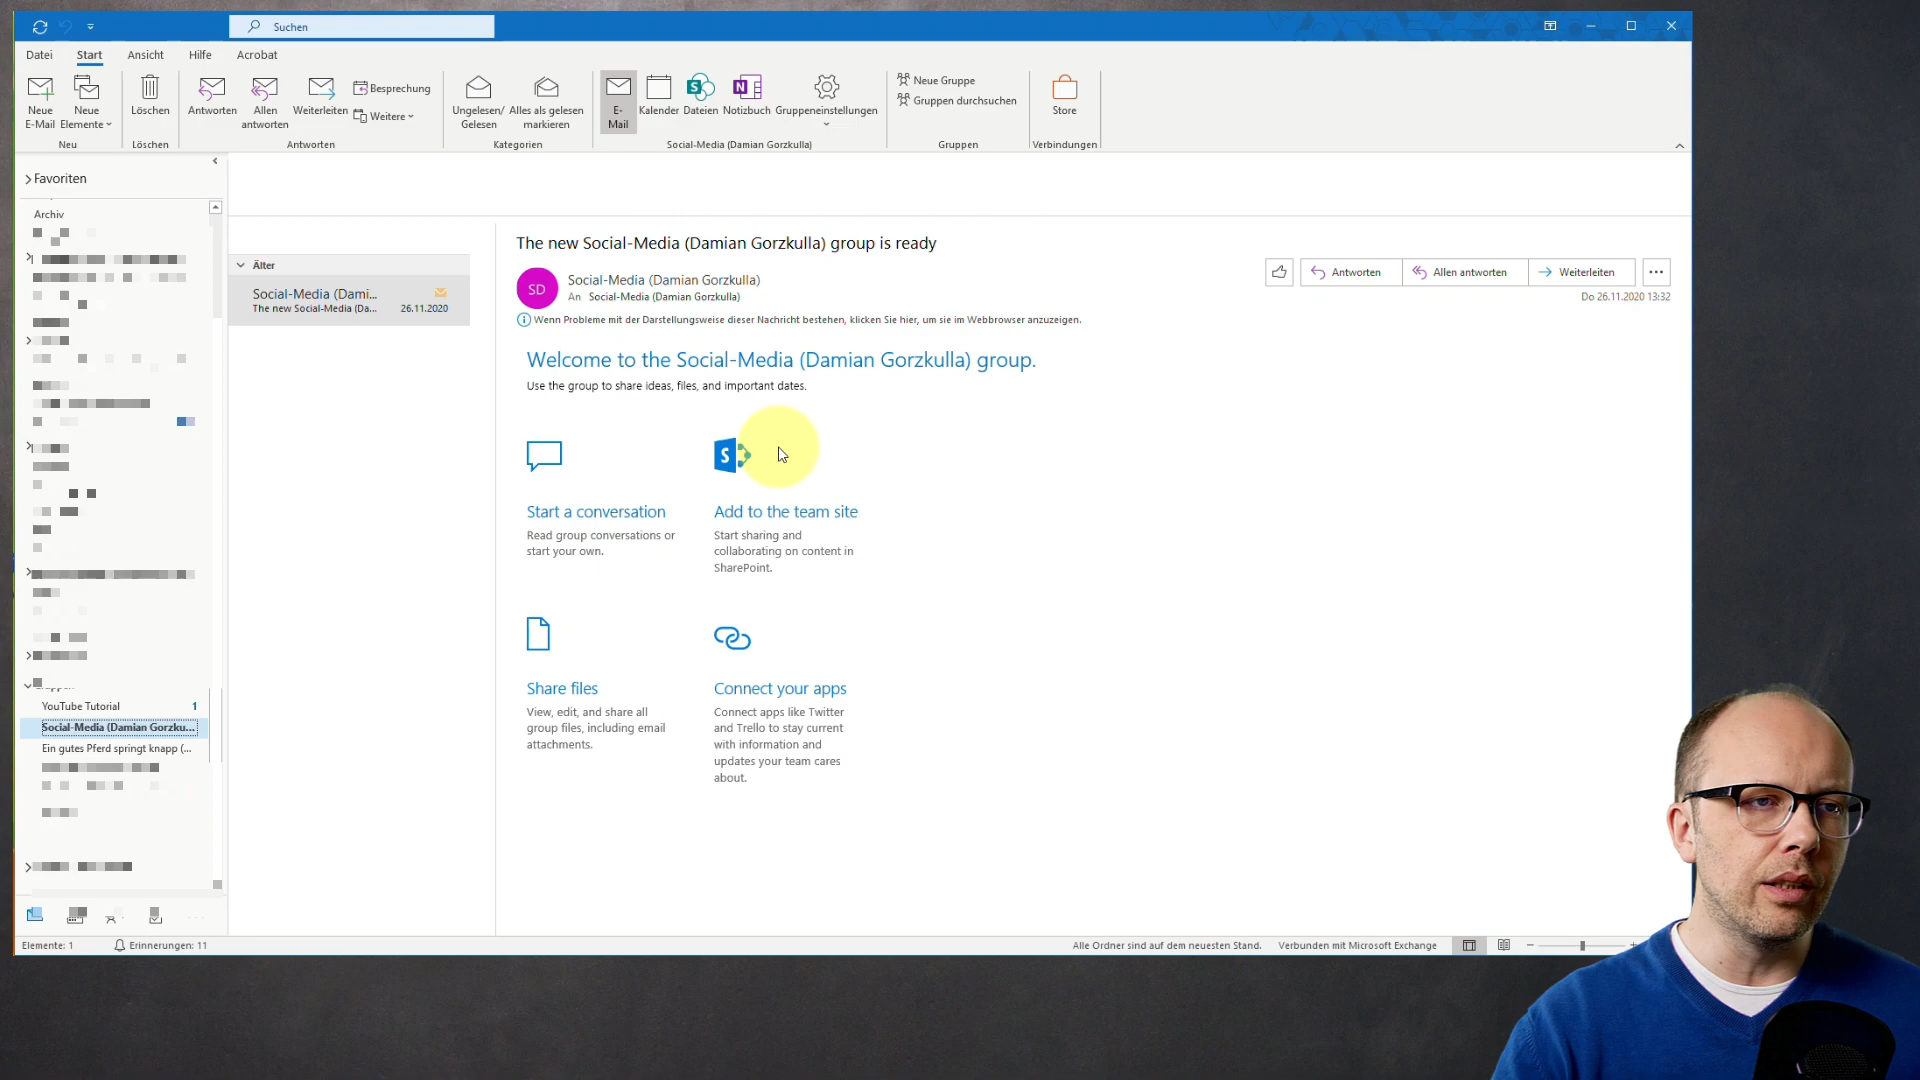 Suchen
Datei Start Ansicht Hilfe Acrobat
Neue E-Mail
Neue Elemente
Löschen
Antworten
Allen antworten
Weiterleiten
Besprechung
Weitere
Ungelesen/ Gelesen
Alles als gelesen markieren
E-Mail
Kalender
Dateien
Notizbuch
Gruppeneinstellungen
Neue Gruppe
Gruppen durchsuchen
Store
Neu
Löschen
Antworten
Kategorien
Social-Media (Damian Gorzkulla)
Gruppen
Verbindungen
Favoriten
Archiv
YouTube Tutorial 1
Social-Media (Damian Gorzku...
Ein gutes Pferd springt knapp (...
Älter
Social-Media (Dami...
The new Social-Media (Da... 26.11.2020
The new Social-Media (Damian Gorzkulla) group is ready
SD
Social-Media (Damian Gorzkulla)
An Social-Media (Damian Gorzkulla)
Antworten
Allen antworten
Weiterleiten
Do 26.11.2020 13:32
Wenn Probleme mit der Darstellungsweise dieser Nachricht bestehen, klicken Sie hier, um sie im Webbrowser anzuzeigen.
Welcome to the Social-Media (Damian Gorzkulla) group.
Use the group to share ideas, files, and important dates.
Start a conversation
Read group conversations or
start your own.
Add to the team site
Start sharing and
collaborating on content in
SharePoint.
Share files
View, edit, and share all
group files, including email
attachments.
Connect your apps
Connect apps like Twitter
and Trello to stay current
with information and
updates your team cares
about.
Elemente: 1
Erinnerungen: 11
Alle Ordner sind auf dem neuesten Stand.
Verbunden mit Microsoft Exchange